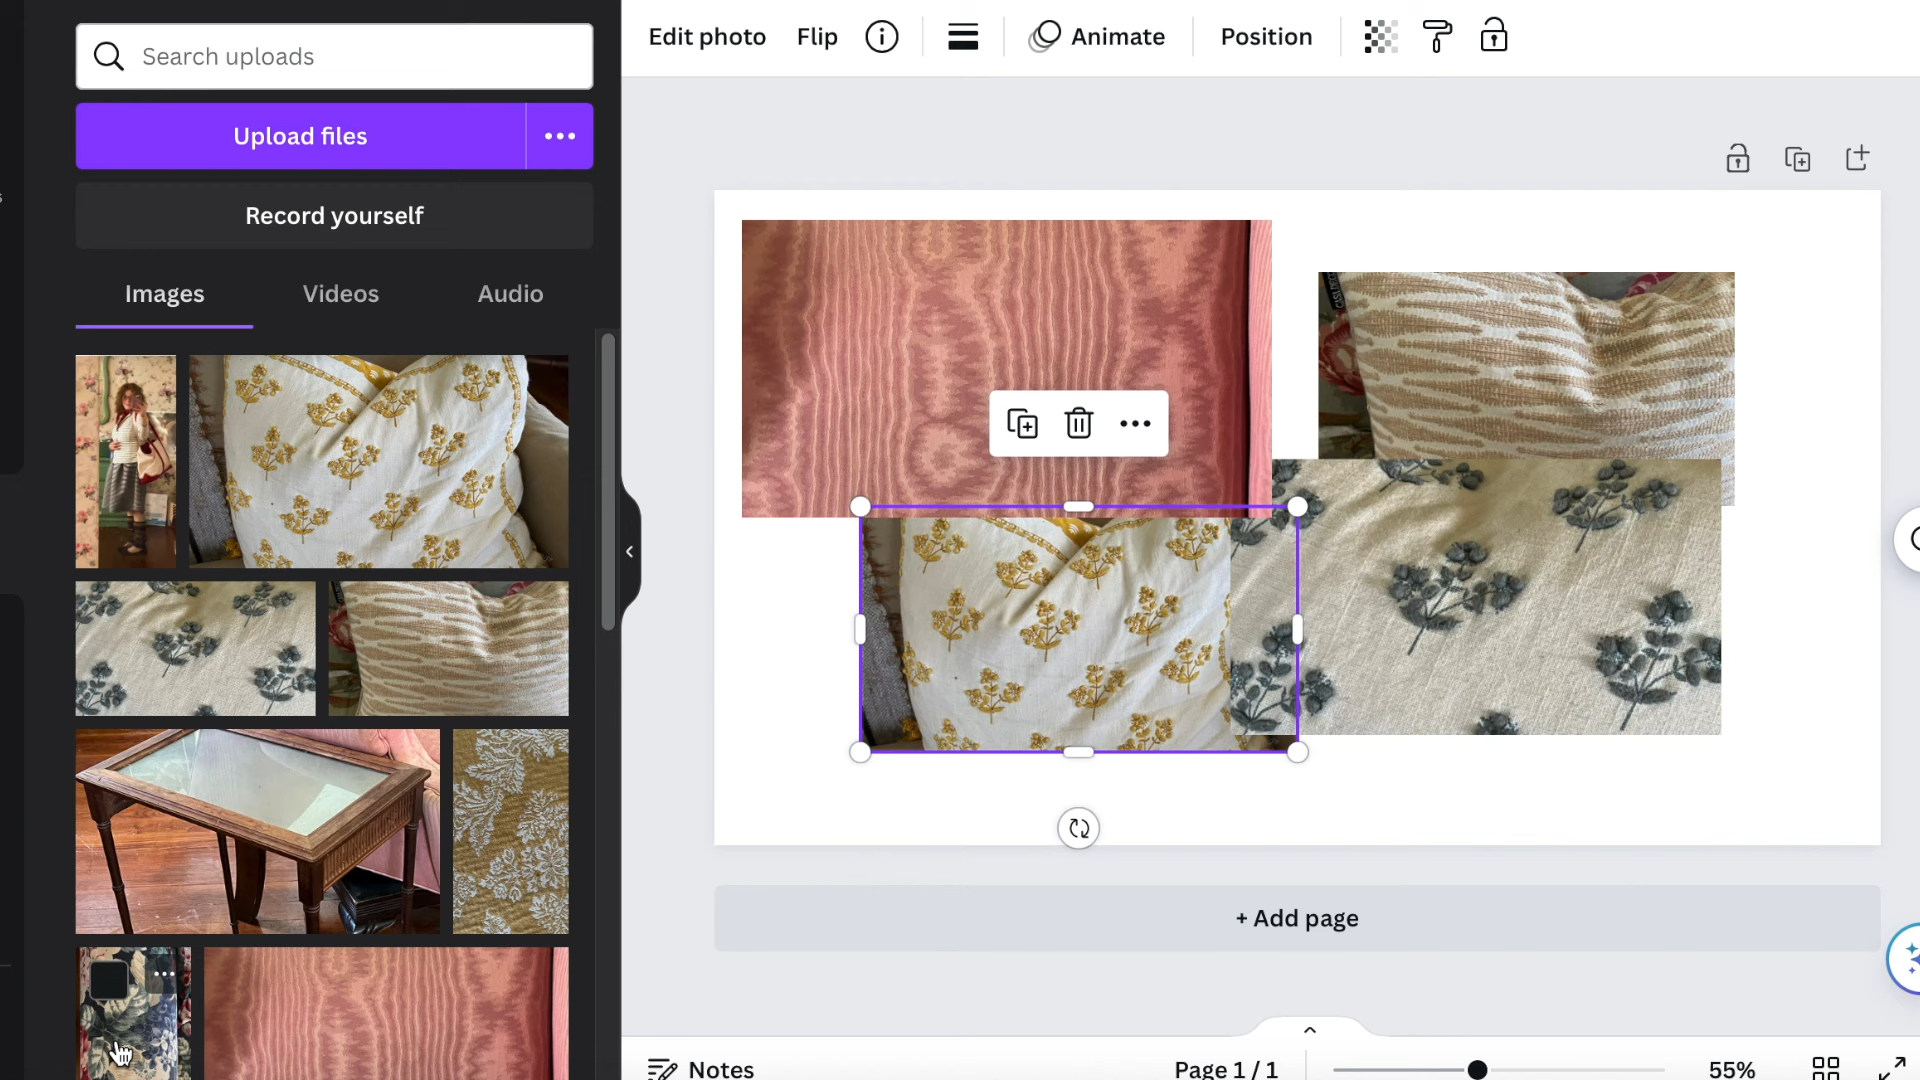 Search uploads
Upload files
Record yourself
Images
Videos
Audio
Edit photo
Flip
Animate
Position
+ Add page
Notes
Page 1 / 1
55%